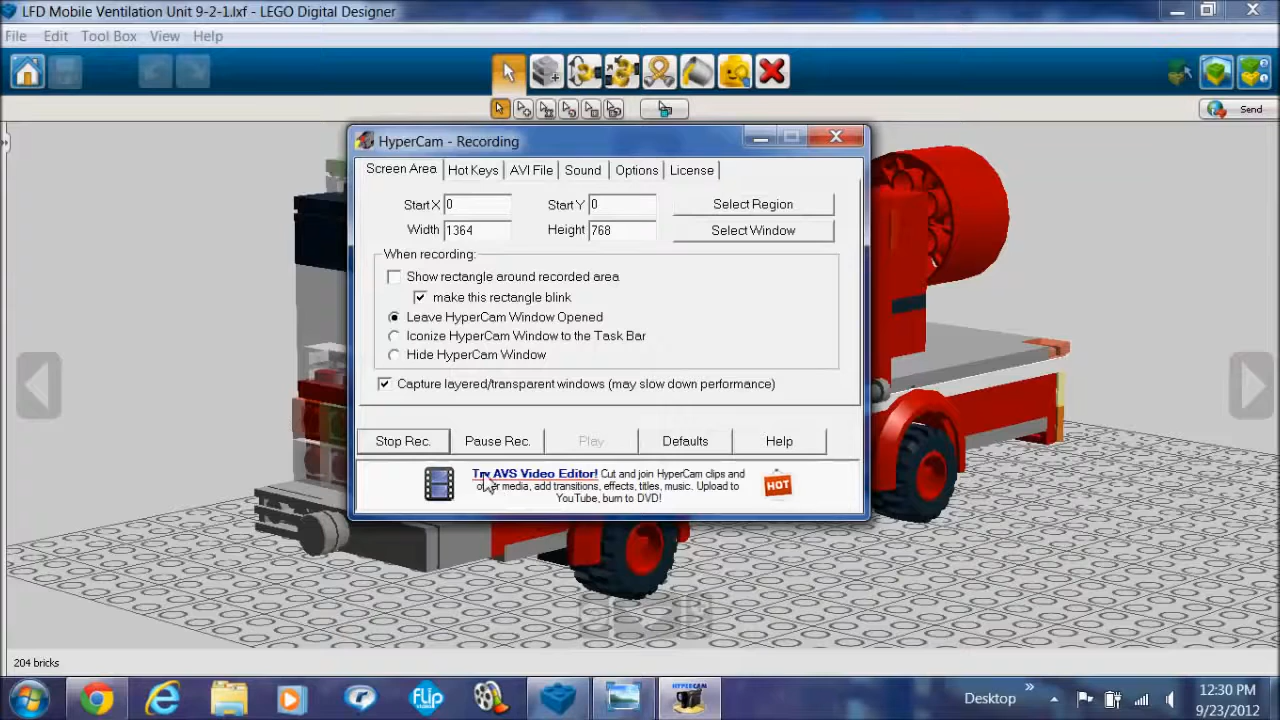 LFD Mobile Ventilation Unit 9-2-1.lxf - LEGO Digital Designer
File Edit Tool Box View Help
Send
HyperCam - Recording
Screen Area Hot Keys AVI File Sound Options License
Start X 0 Start Y 0 Select Region
Width 1364 Height 768 Select Window
When recording:
Show rectangle around recorded area
make this rectangle blink
Leave HyperCam Window Opened
Iconize HyperCam Window to the Task Bar
Hide HyperCam Window
Capture layered/transparent windows (may slow down performance)
Stop Rec. Pause Rec. Play Defaults Help
Try AVS Video Editor! Cut and join HyperCam clips and
other media, add transitions, effects, titles, music. Upload to
YouTube, burn to DVD!
HOT
204 bricks
flip
HYPERCAM
Desktop »
12:30 PM
9/23/2012